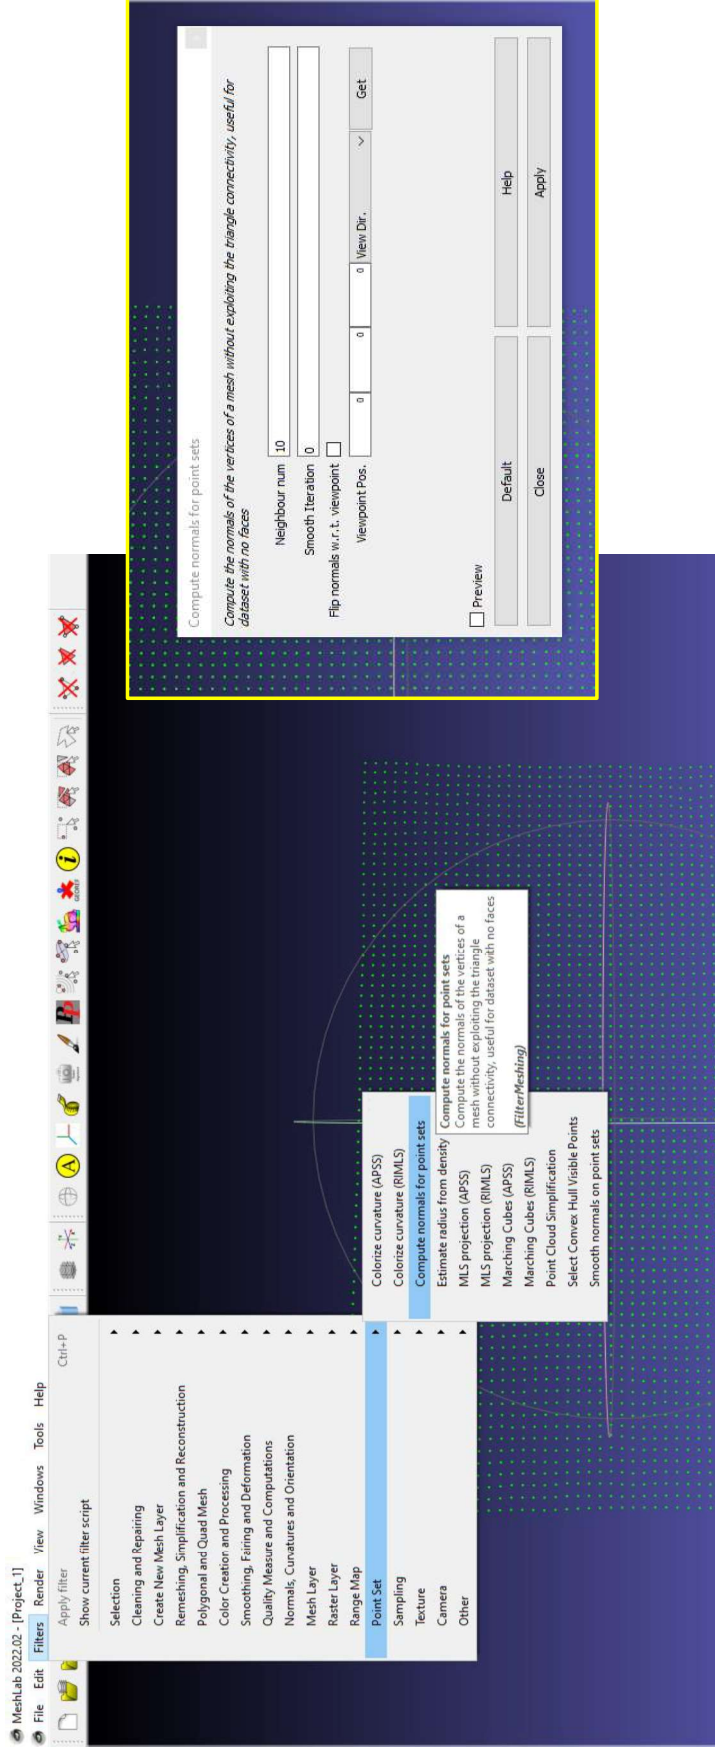 MeshLab 2022.02 - [Project_1]
File Edit Filters Render View Windows Tools Help
Apply filter Ctrl+P
Show current filter script
Selection
Cleaning and Repairing
Create New Mesh Layer
Remeshing, Simplification and Reconstruction
Polygonal and Quad Mesh
Color Creation and Processing
Smoothing, Fairing and Deformation
Quality Measure and Computations
Normals, Curvatures and Orientation
Mesh Layer
Raster Layer
Range Map
Point Set
Sampling
Texture
Camera
Other
Colorize curvature (APSS)
Colorize curvature (RIMLS)
Compute normals for point sets
Estimate radius from density
MLS projection (APSS)
MLS projection (RIMLS)
Marching Cubes (APSS)
Marching Cubes (RIMLS)
Point Cloud Simplification
Select Convex Hull Visible Points
Smooth normals on point sets
Compute normals for point sets
Compute the normals of the vertices of a
mesh without exploiting the triangle
connectivity, useful for dataset with no faces
(FilterMeshing)
A
GEOREF
i
Compute normals for point sets
Compute the normals of the vertices of a mesh without exploiting the triangle connectivity, useful for
dataset with no faces
Neighbour num 10
Smooth Iteration 0
Flip normals w.r.t. viewpoint
Viewpoint Pos. 0 0 0 View Dir. Get
Preview
Default Help
Close Apply